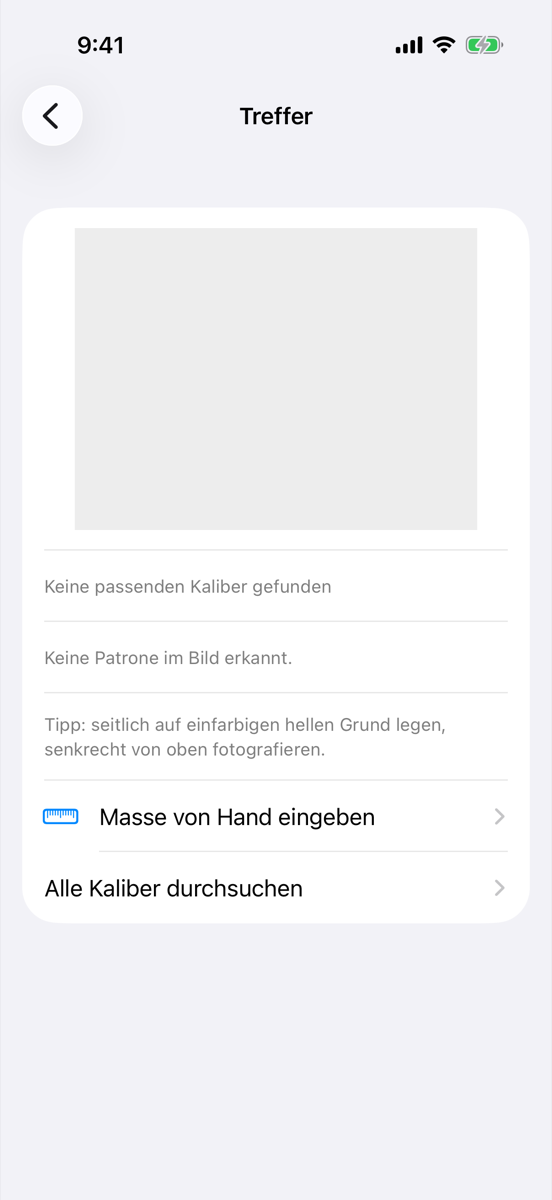 9:41
Treffer
Keine passenden Kaliber gefunden
Keine Patrone im Bild erkannt.
Tipp: seitlich auf einfarbigen hellen Grund legen,
senkrecht von oben fotografieren.
Masse von Hand eingeben
Alle Kaliber durchsuchen